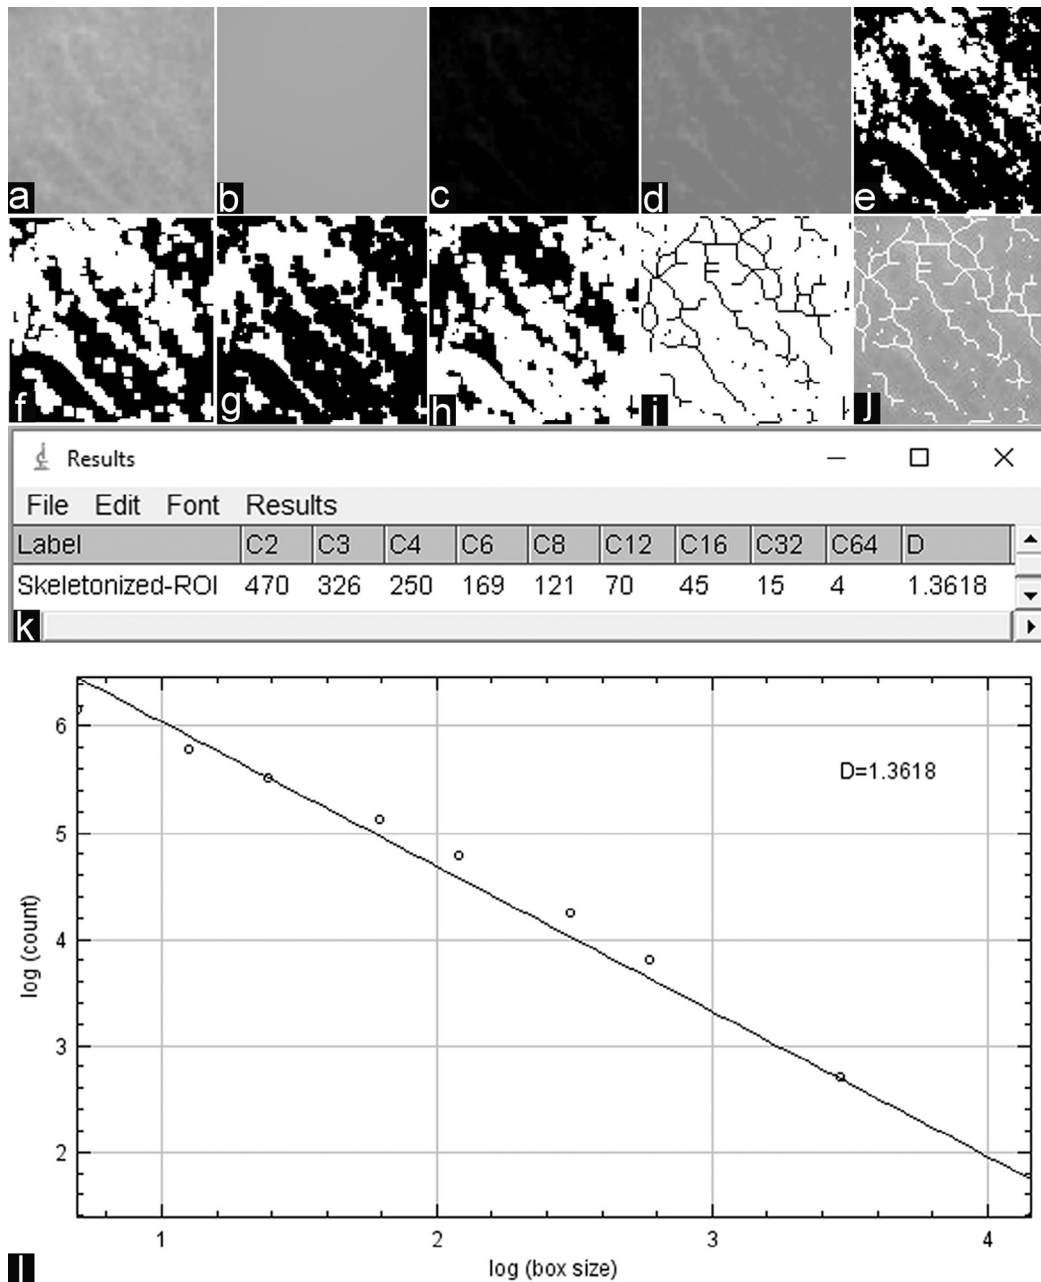 a b c d e
f g h i j
Results
File Edit Font Results
Label C2 C3 C4 C6 C8 C12 C16 C32 C64 D
Skeletonized-ROI 470 326 250 169 121 70 45 15 4 1.3618
k
D=1.3618
6
5
4
3
2
log (count)
1 2 3 4
log (box size)
l